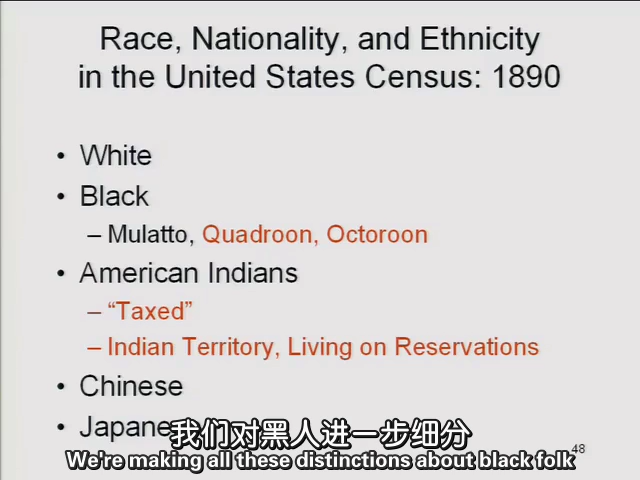 Race, Nationality, and Ethnicity
in the United States Census: 1890
• White
• Black
– Mulatto, Quadroon, Octoroon
• American Indians
– “Taxed”
– Indian Territory, Living on Reservations
• Chinese
• Japane
我们对黑人进一步细分
48
We're making all these distinctions about black folk